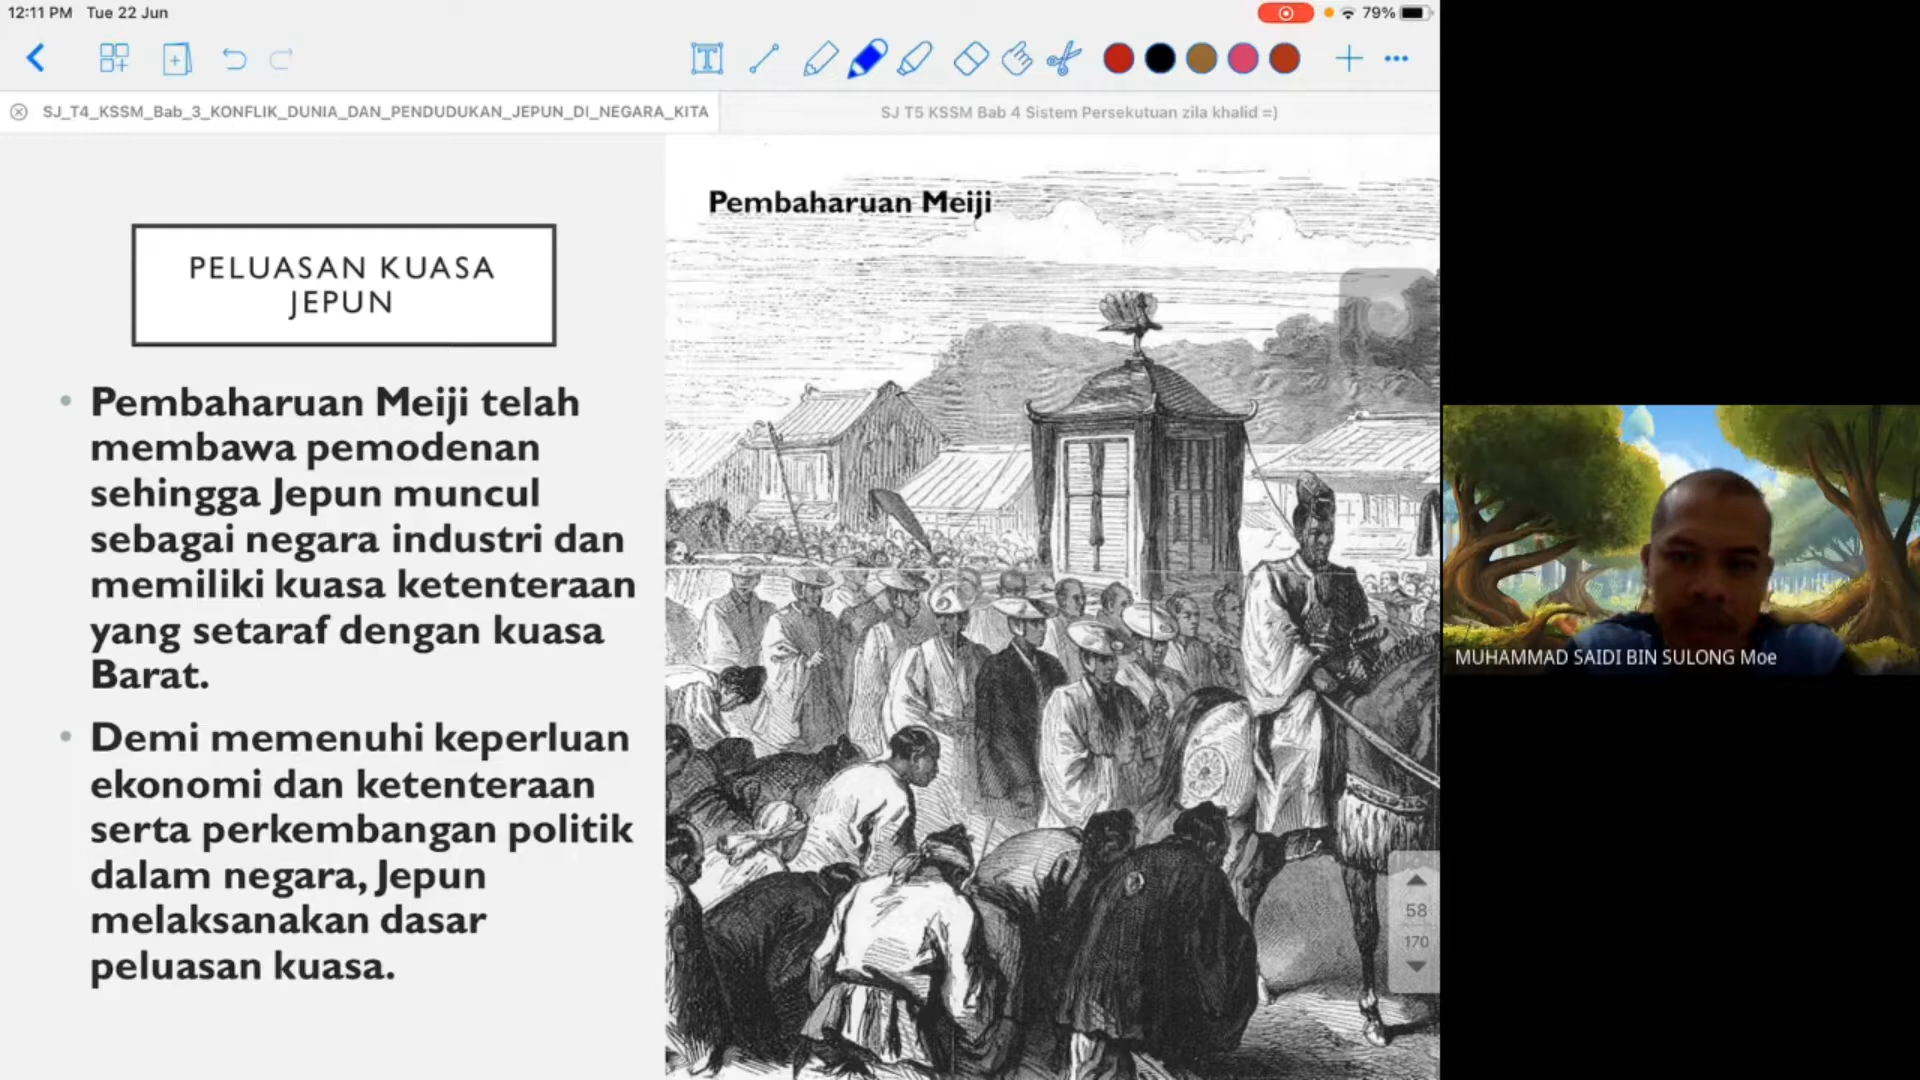 12:11 PM Tue 22 Jun
79%
SJ_T4_KSSM_Bab_3_KONFLIK_DUNIA_DAN_PENDUDUKAN_JEPUN_DI_NEGARA_KITA
SJ T5 KSSM Bab 4 Sistem Persekutuan zila khalid =)
PELUASAN KUASA
JEPUN
• Pembaharuan Meiji telah
membawa pemodenan
sehingga Jepun muncul
sebagai negara industri dan
memiliki kuasa ketenteraan
yang setaraf dengan kuasa
Barat.
• Demi memenuhi keperluan
ekonomi dan ketenteraan
serta perkembangan politik
dalam negara, Jepun
melaksanakan dasar
peluasan kuasa.
Pembaharuan Meiji
58
170
MUHAMMAD SAIDI BIN SULONG Moe